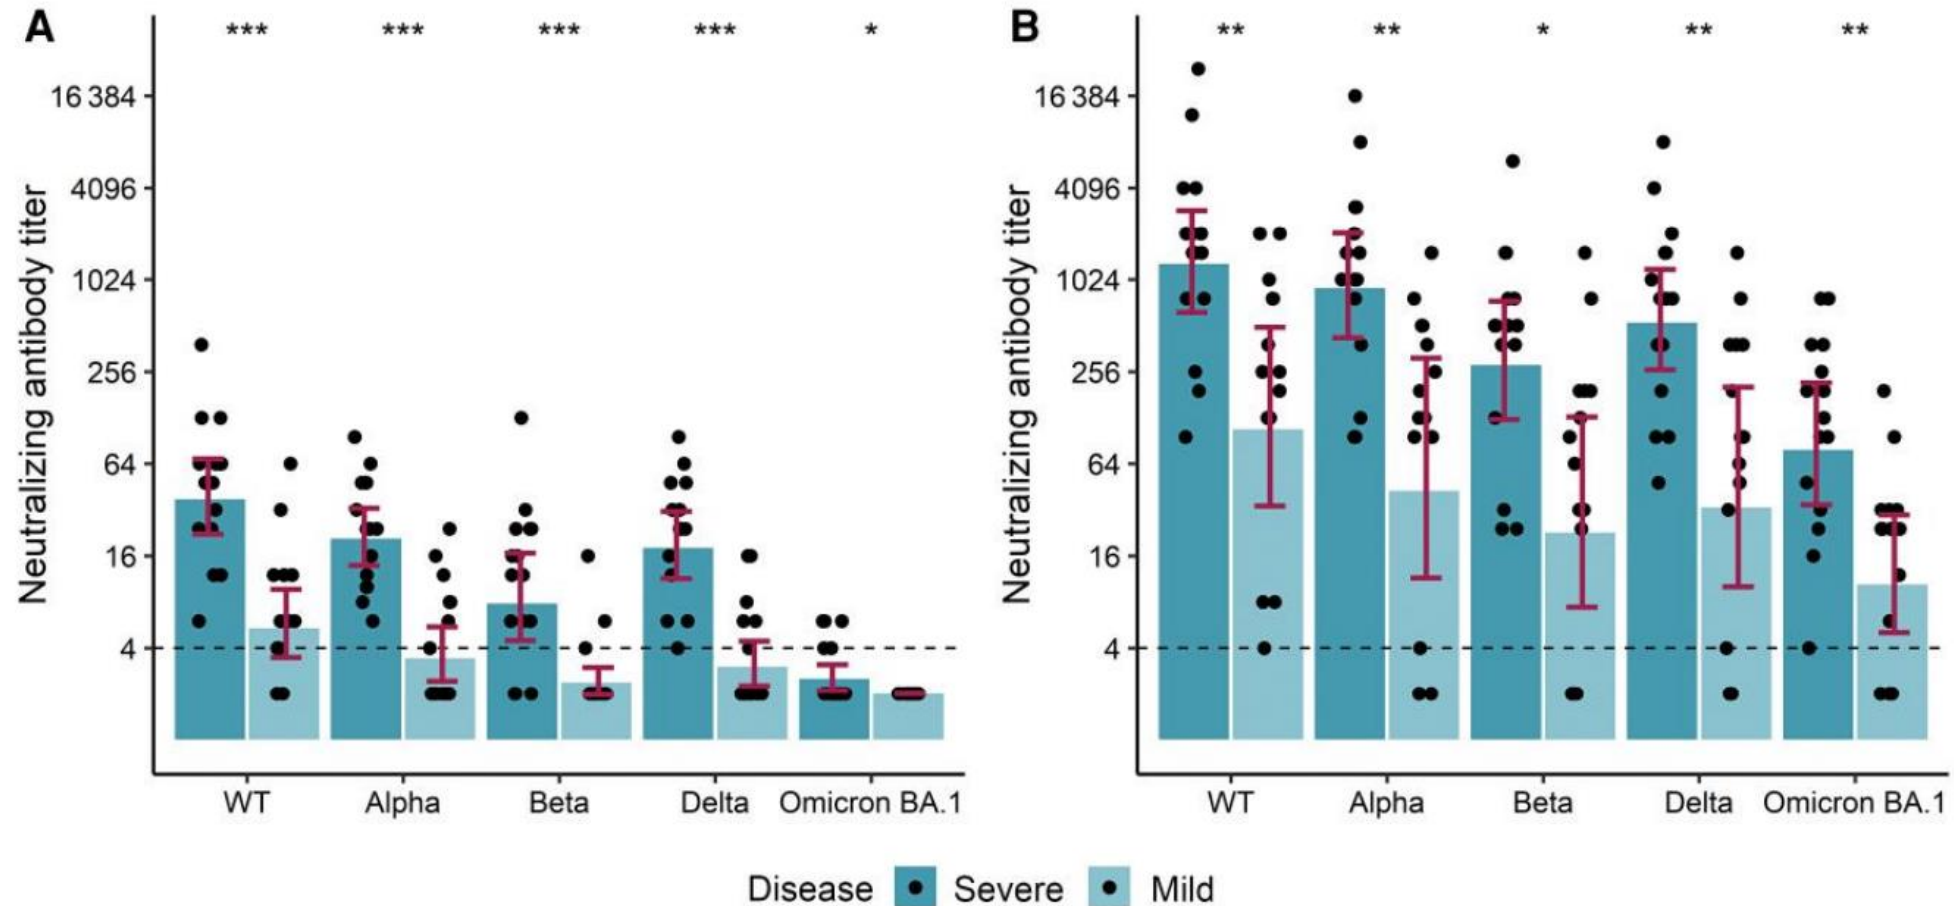 A
*** *** *** *** *
Neutralizing antibody titer
16 384
4096
1024
256
64
16
4
WT Alpha Beta Delta Omicron BA.1
B
** ** * ** **
Neutralizing antibody titer
16 384
4096
1024
256
64
16
4
WT Alpha Beta Delta Omicron BA.1
Disease Severe Mild